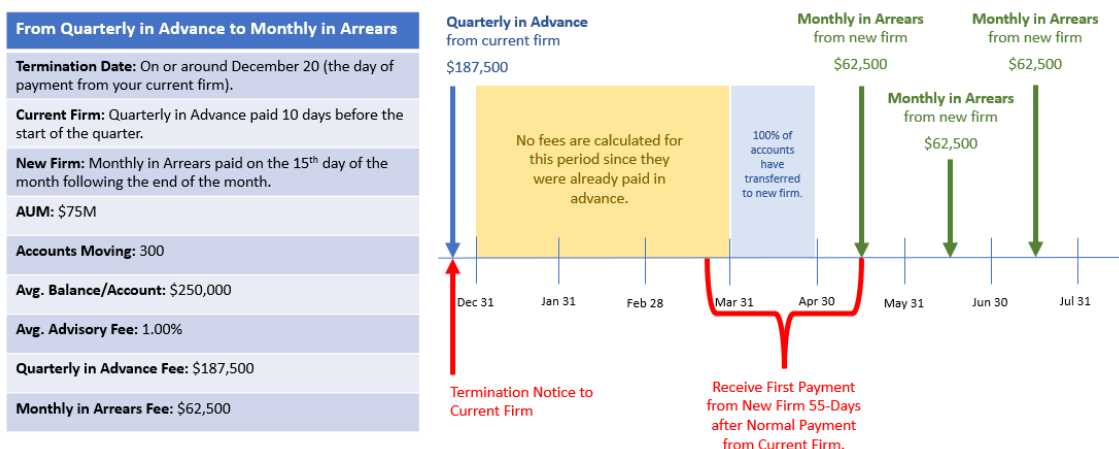 From Quarterly in Advance to Monthly in Arrears
Termination Date: On or around December 20 (the day of
payment from your current firm).
Current Firm: Quarterly in Advance paid 10 days before the
start of the quarter.
New Firm: Monthly in Arrears paid on the 15th day of the
month following the end of the month.
AUM: $75M
Accounts Moving: 300
Avg. Balance/Account: $250,000
Avg. Advisory Fee: 1.00%
Quarterly in Advance Fee: $187,500
Monthly in Arrears Fee: $62,500
Quarterly in Advance
from current firm
$187,500
Monthly in Arrears
from new firm
$62,500
Monthly in Arrears
from new firm
$62,500
Monthly in Arrears
from new firm
$62,500
No fees are calculated for
this period since they
were already paid in
advance.
100% of
accounts
have
transferred
to new firm.
Dec 31
Jan 31
Feb 28
Mar 31
Apr 30
May 31
Jun 30
Jul 31
Termination Notice to
Current Firm
Receive First Payment
from New Firm 55-Days
after Normal Payment
from Current Firm.